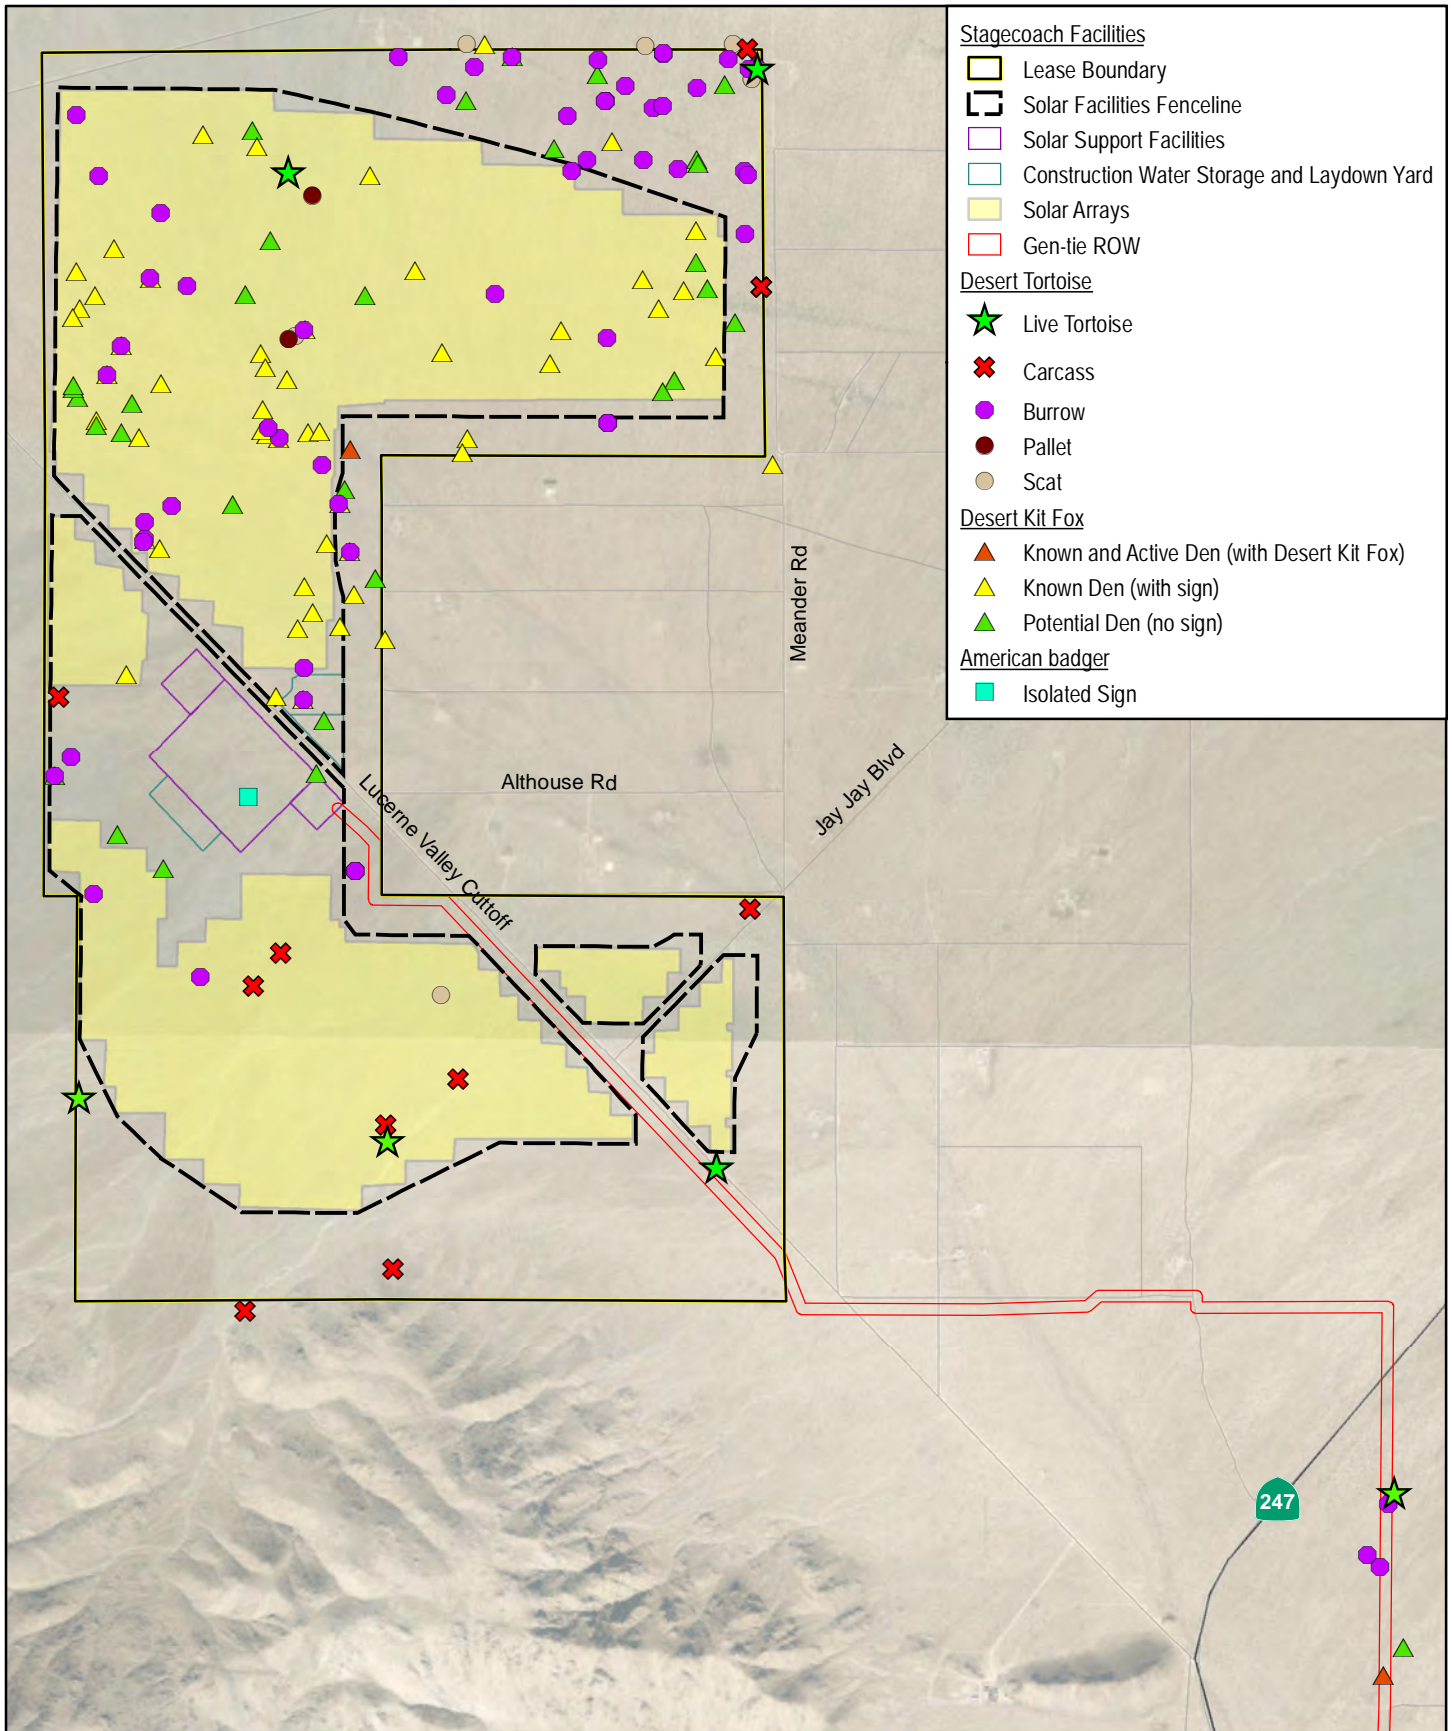 Stagecoach Facilities
Lease Boundary
Solar Facilities Fenceline
Solar Support Facilities
Construction Water Storage and Laydown Yard
Solar Arrays
Gen-tie ROW
Desert Tortoise
Live Tortoise
Carcass
Burrow
Pallet
Scat
Desert Kit Fox
Known and Active Den (with Desert Kit Fox)
Known Den (with sign)
Potential Den (no sign)
American badger
Isolated Sign
Meander Rd
Althouse Rd
Jay Jay Blvd
Lucerne Valley Cuttoff
247